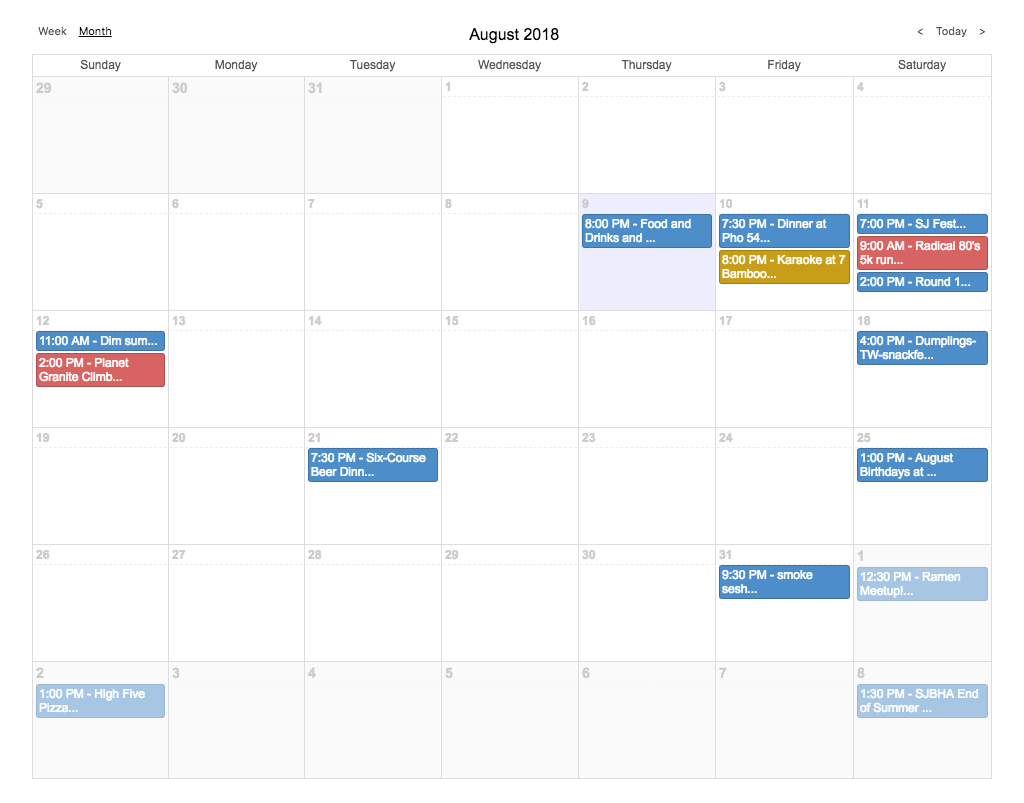 Week Month
August 2018
< Today >
Sunday Monday Tuesday Wednesday Thursday Friday Saturday
29 30 31 1 2 3 4
5 6 7 8 9 10 11
8:00 PM - Food and
Drinks and ...
7:30 PM - Dinner at
Pho 54...
8:00 PM - Karaoke at 7
Bamboo...
7:00 PM - SJ Fest...
9:00 AM - Radical 80's
5k run...
2:00 PM - Round 1...
12 13 14 15 16 17 18
11:00 AM - Dim sum...
2:00 PM - Planet
Granite Climb...
4:00 PM - Dumplings-
TW-snackfe...
19 20 21 22 23 24 25
7:30 PM - Six-Course
Beer Dinn...
1:00 PM - August
Birthdays at ...
26 27 28 29 30 31 1
9:30 PM - smoke
sesh...
12:30 PM - Ramen
Meetup!...
2 3 4 5 6 7 8
1:00 PM - High Five
Pizza...
1:30 PM - SJBHA End
of Summer ...